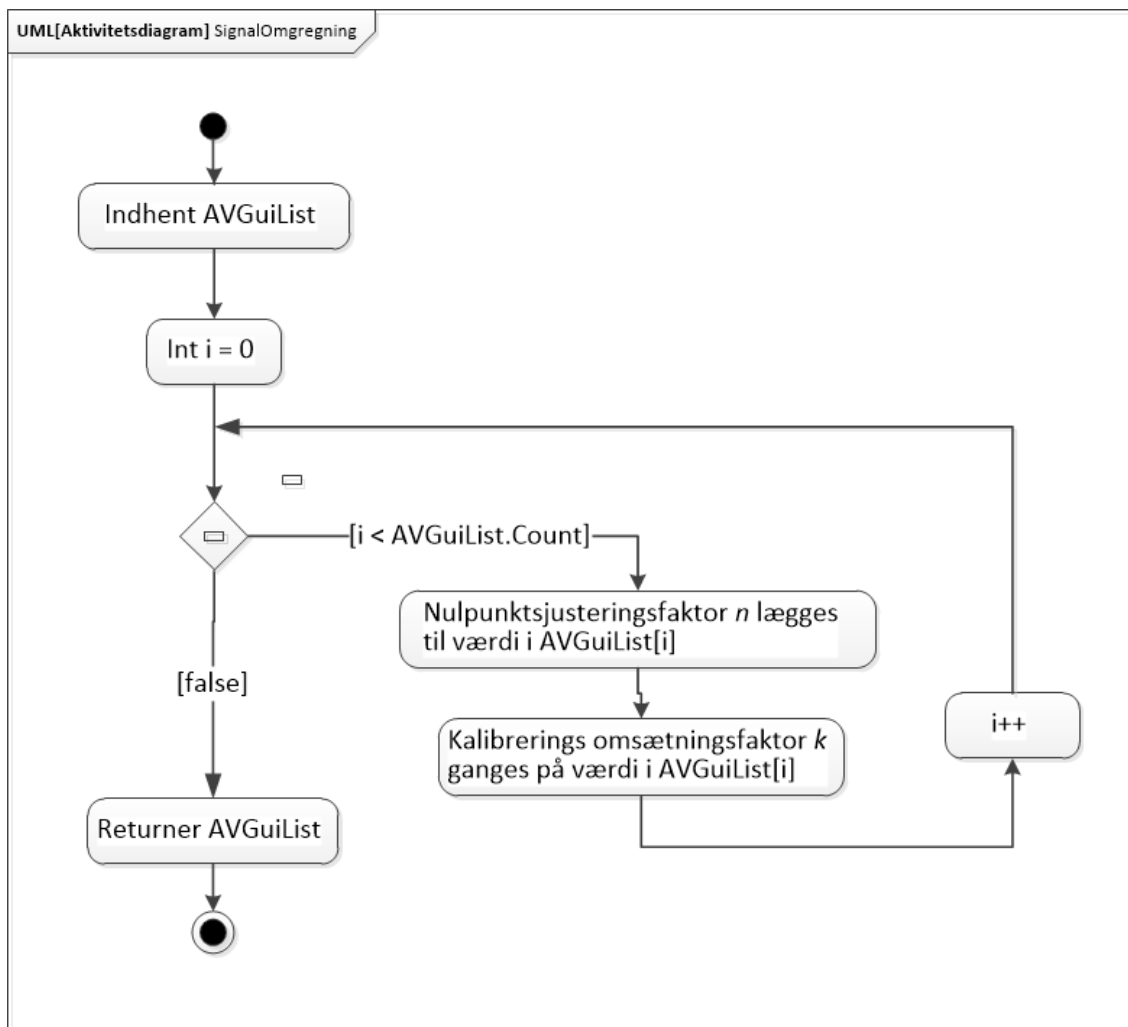 UML[Aktivitetsdiagram] SignalOmgregning
Indhent AVGuiList
Int i = 0
[i < AVGuiList.Count]
Nulpunktsjusteringsfaktor n lægges
til værdi i AVGuiList[i]
[false]
Kalibrerings omsætningsfaktor k
ganges på værdi i AVGuiList[i]
i++
Returner AVGuiList